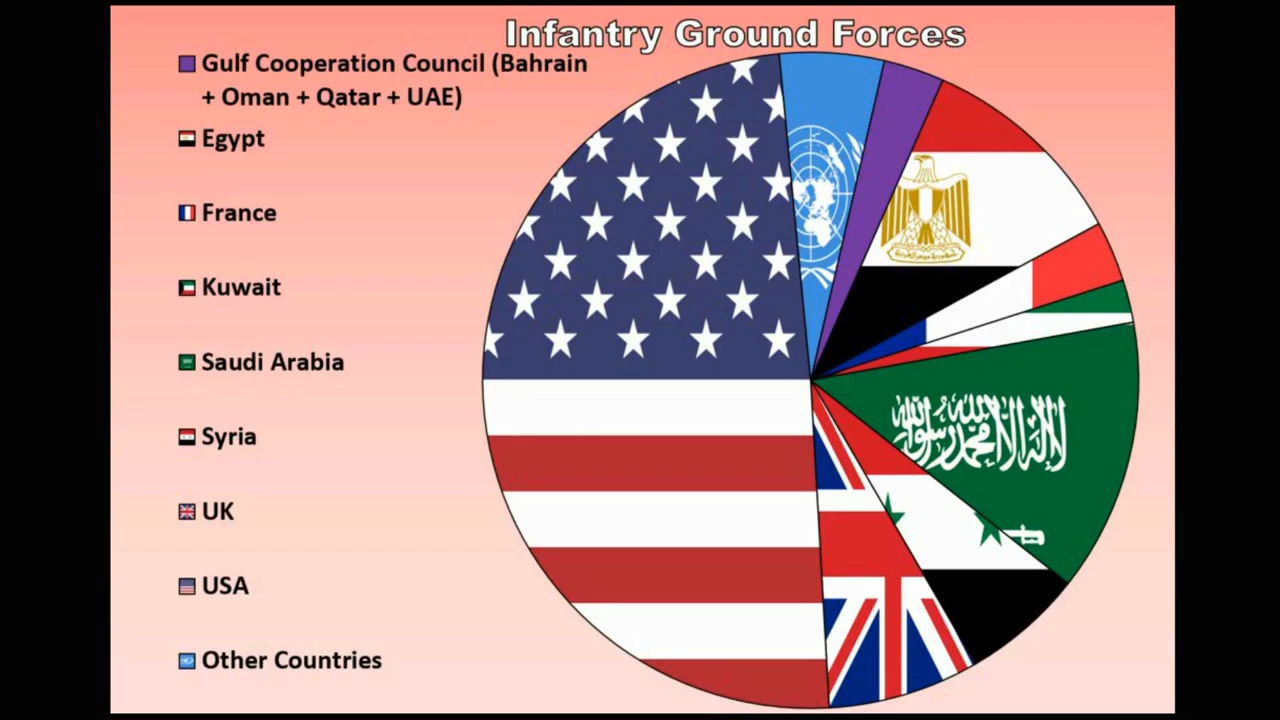 Infantry Ground Forces
Gulf Cooperation Council (Bahrain
+ Oman + Qatar + UAE)
Egypt
France
Kuwait
Saudi Arabia
Syria
UK
USA
Other Countries
لا إله إلا الله محمد رسول الله